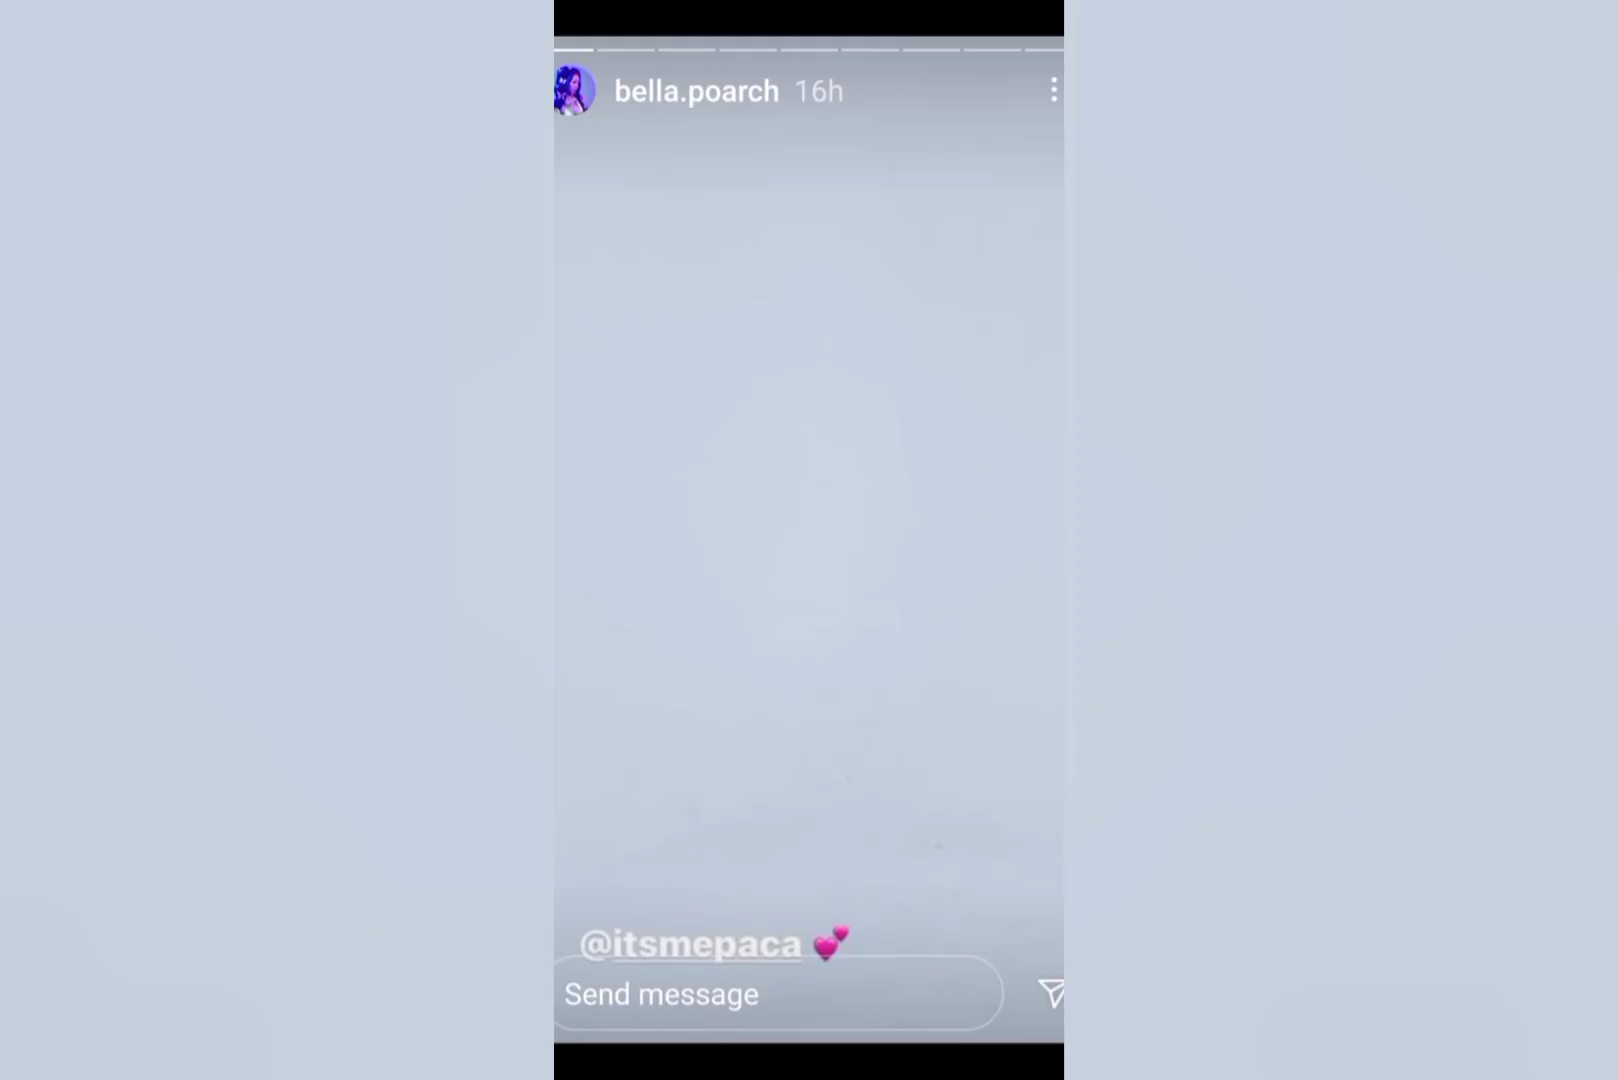 bella.poarch 16h
@itsmepaca 💕
Send message